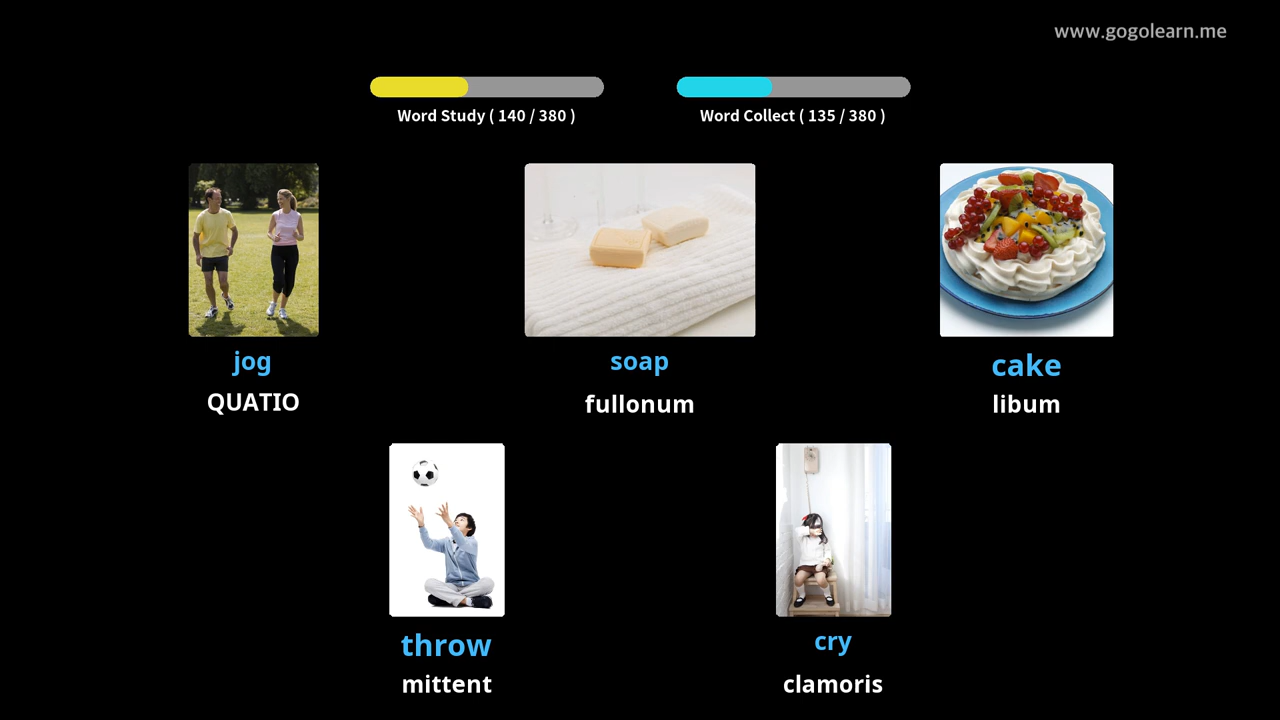 www.gogolearn.me
Word Study ( 140 / 380 )
Word Collect ( 135 / 380 )
jog
QUATIO
soap
fullonum
cake
libum
throw
mittent
cry
clamoris